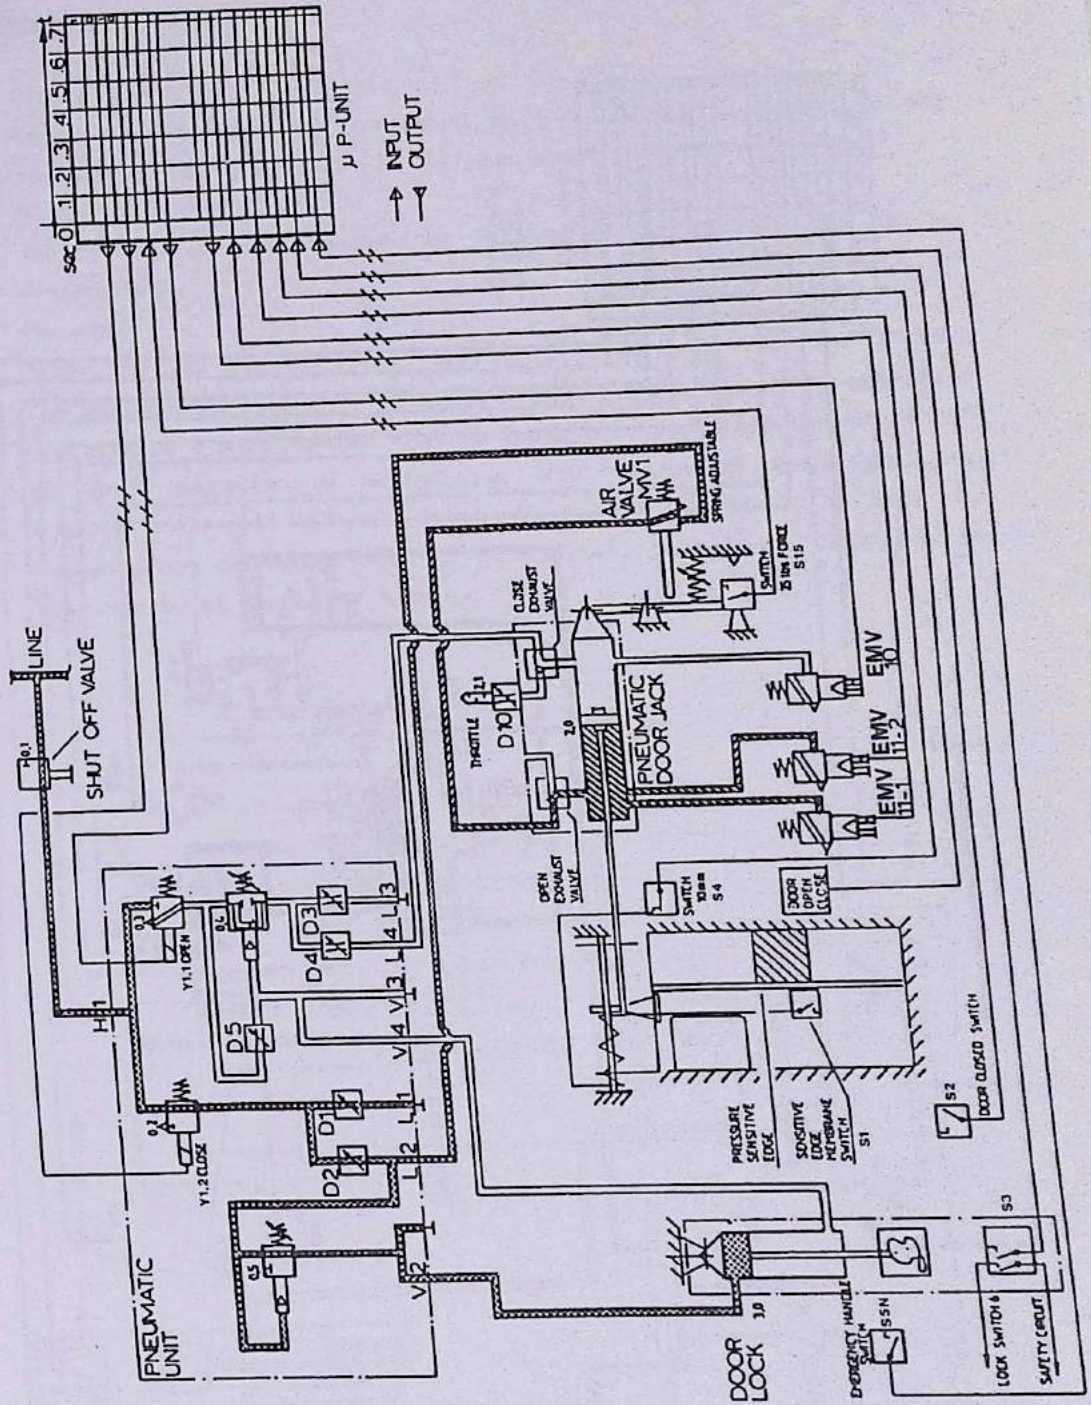 sec 0 .1 .2 .3 .4 .5 .6 .7
μ P-UNIT
INPUT
OUTPUT
LINE
0,1
SHUT OFF VALVE
PNEUMATIC
UNIT
H1
0,3
Y1.1 OPEN
0,4
D5
D4
D3
V4
V3
L4
L3
0,2
Y1.2 CLOSE
D2
D1
L2
L1
0,5
V2
AIR
VALVE
MV1
SPRING ADJUSTABLE
CLOSE
EXHAUST
VALVE
THROTTLE
D10
OPEN
EXHAUST
VALVE
2,0
PNEUMATIC
DOOR JACK
SWITCH
S15
EMV
10
EMV
11-2
EMV
11-1
SWITCH
10mm
S4
DOOR
OPEN
CLOSE
PRESSURE
SENSITIVE
EDGE
SENSITIVE
EDGE
MEMBRANE
SWITCH
S1
S2
DOOR CLOSED SWITCH
DOOR
LOCK
3,0
EMERGENCY HANDLE
SWITCH
S5N
S3
LOCK SWITCH 6
SAFETY CIRCUIT